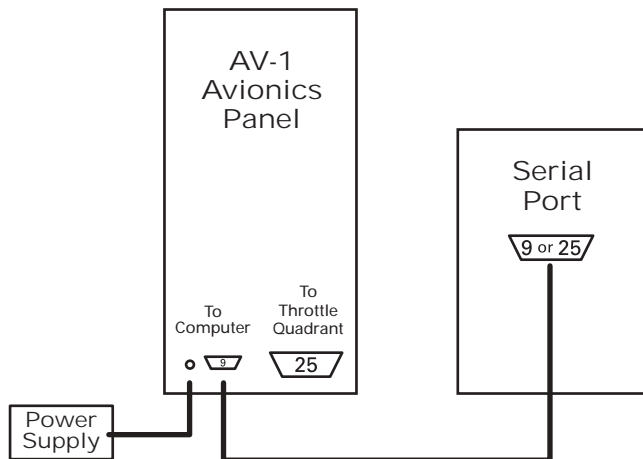 AV-1
Avionics
Panel
Serial
Port
9 or 25
To
Computer
To
Throttle
Quadrant
9
25
Power
Supply